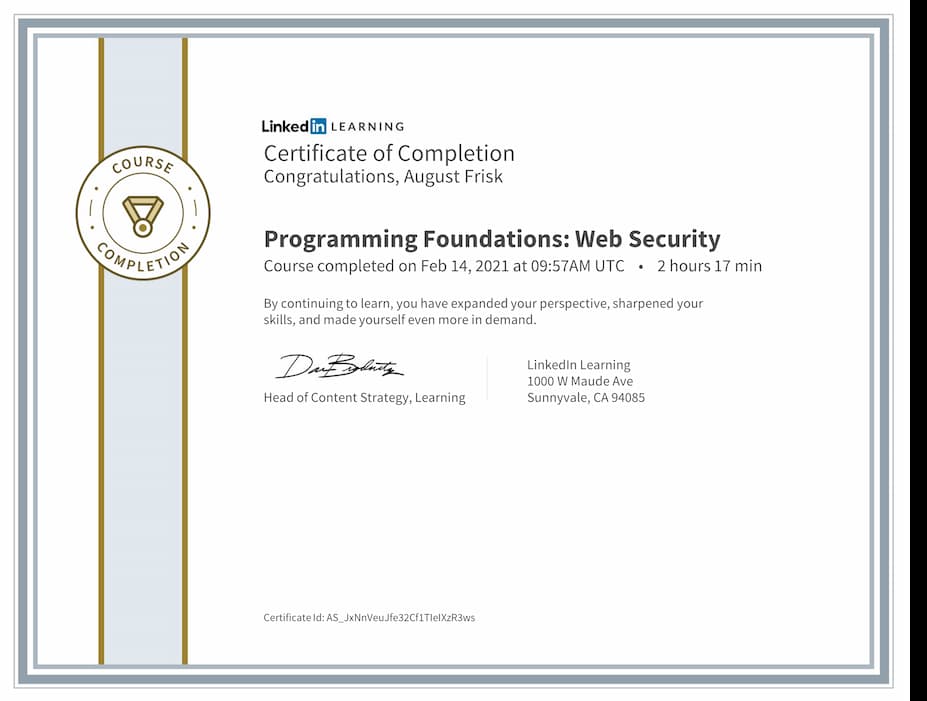 COURSE
COMPLETION
Linked in LEARNING
Certificate of Completion
Congratulations, August Frisk
Programming Foundations: Web Security
Course completed on Feb 14, 2021 at 09:57AM UTC • 2 hours 17 min
By continuing to learn, you have expanded your perspective, sharpened your
skills, and made yourself even more in demand.
Head of Content Strategy, Learning
LinkedIn Learning
1000 W Maude Ave
Sunnyvale, CA 94085
Certificate Id: AS_JxNnVeuJfe32Cf1TIeIXzR3ws